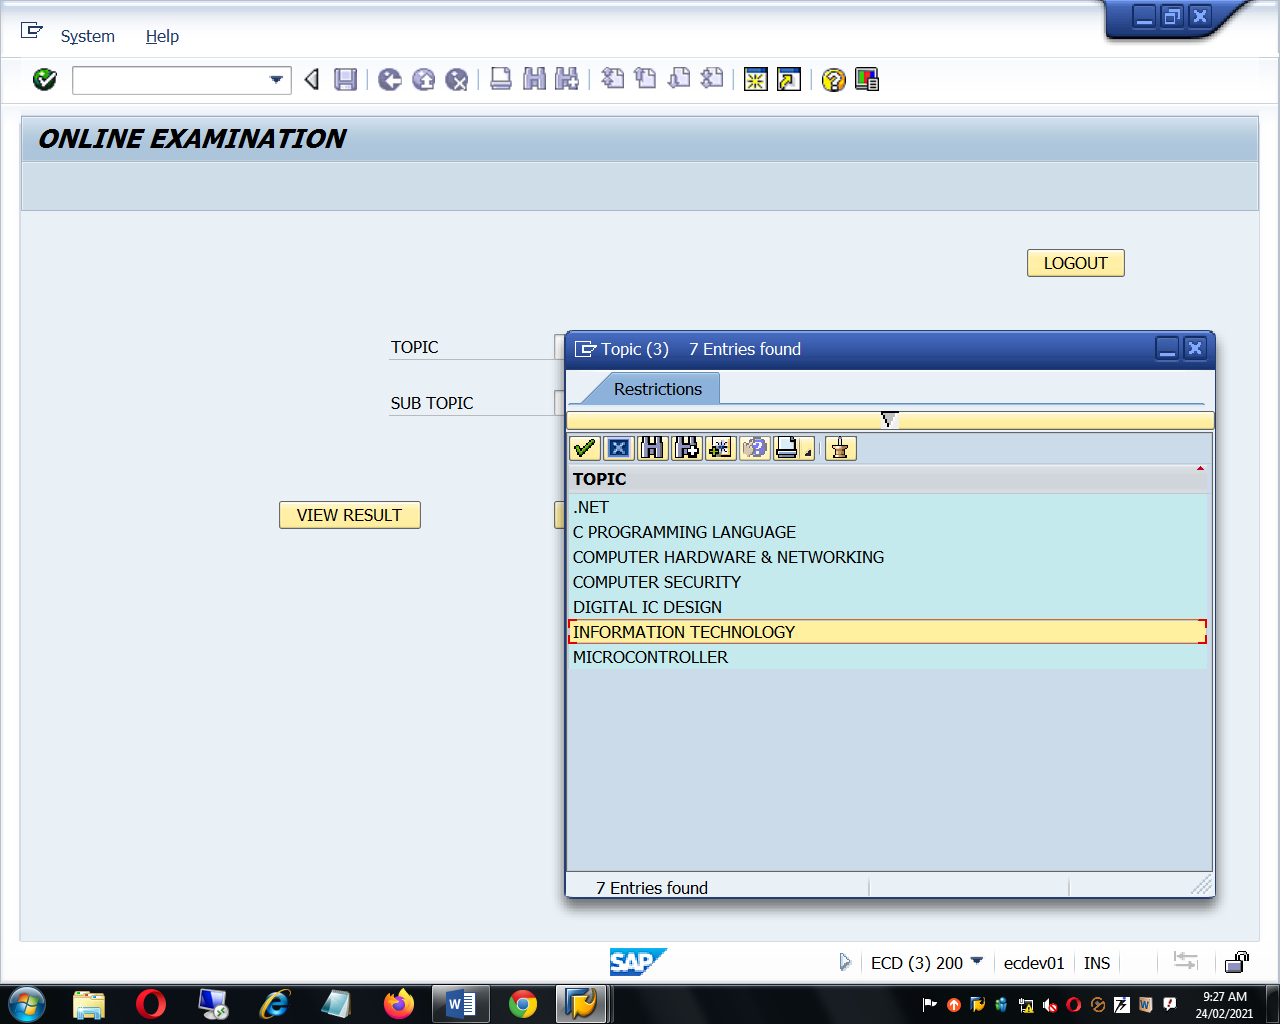 System Help
ONLINE EXAMINATION
LOGOUT
TOPIC
SUB TOPIC
VIEW RESULT
Topic (3) 7 Entries found
Restrictions
TOPIC
.NET
C PROGRAMMING LANGUAGE
COMPUTER HARDWARE & NETWORKING
COMPUTER SECURITY
DIGITAL IC DESIGN
INFORMATION TECHNOLOGY
MICROCONTROLLER
7 Entries found
SAP
ECD (3) 200 ecdev01 INS
9:27 AM
24/02/2021